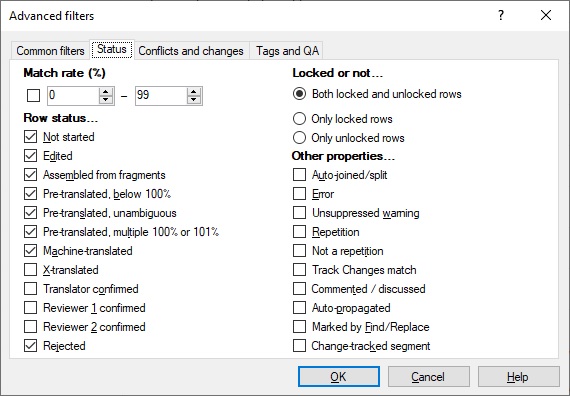 Advanced filters
Common filters Status Conflicts and changes Tags and QA
Match rate (%)
0 – 99
Row status...
Not started
Edited
Assembled from fragments
Pre-translated, below 100%
Pre-translated, unambiguous
Pre-translated, multiple 100% or 101%
Machine-translated
X-translated
Translator confirmed
Reviewer 1 confirmed
Reviewer 2 confirmed
Rejected
Locked or not...
Both locked and unlocked rows
Only locked rows
Only unlocked rows
Other properties...
Auto-joined/split
Error
Unsuppressed warning
Repetition
Not a repetition
Track Changes match
Commented / discussed
Auto-propagated
Marked by Find/Replace
Change-tracked segment
OK Cancel Help